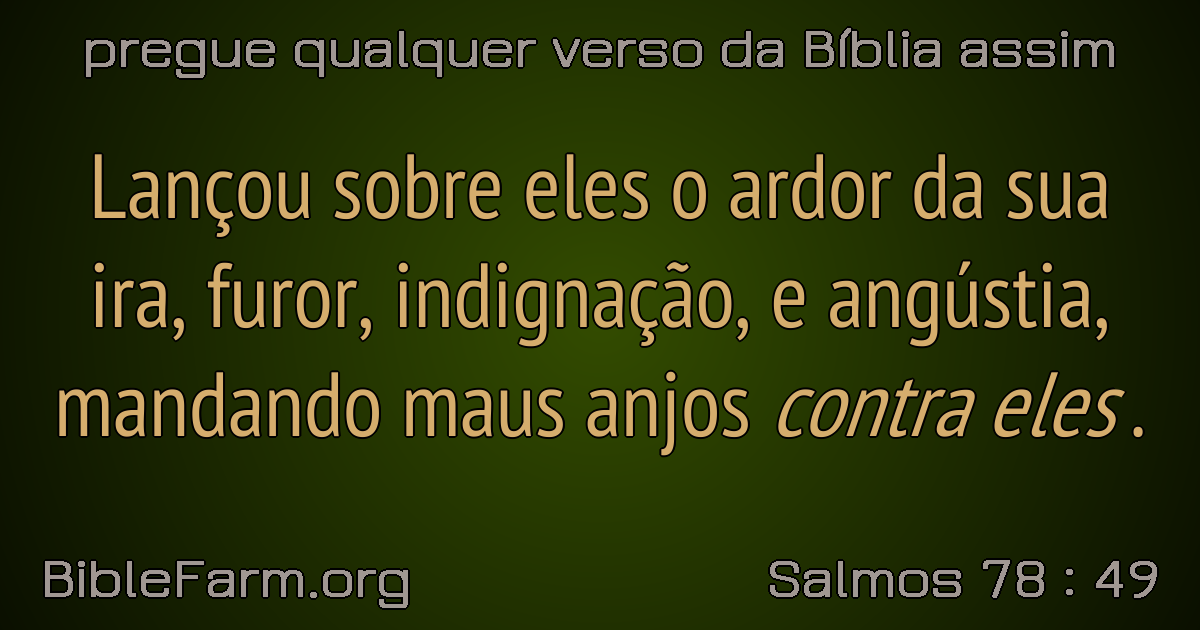 pregue qualquer verso da Bíblia assim
Lançou sobre eles o ardor da sua
ira, furor, indignação, e angústia,
mandando maus anjos contra eles .
BibleFarm.org
Salmos 78 : 49